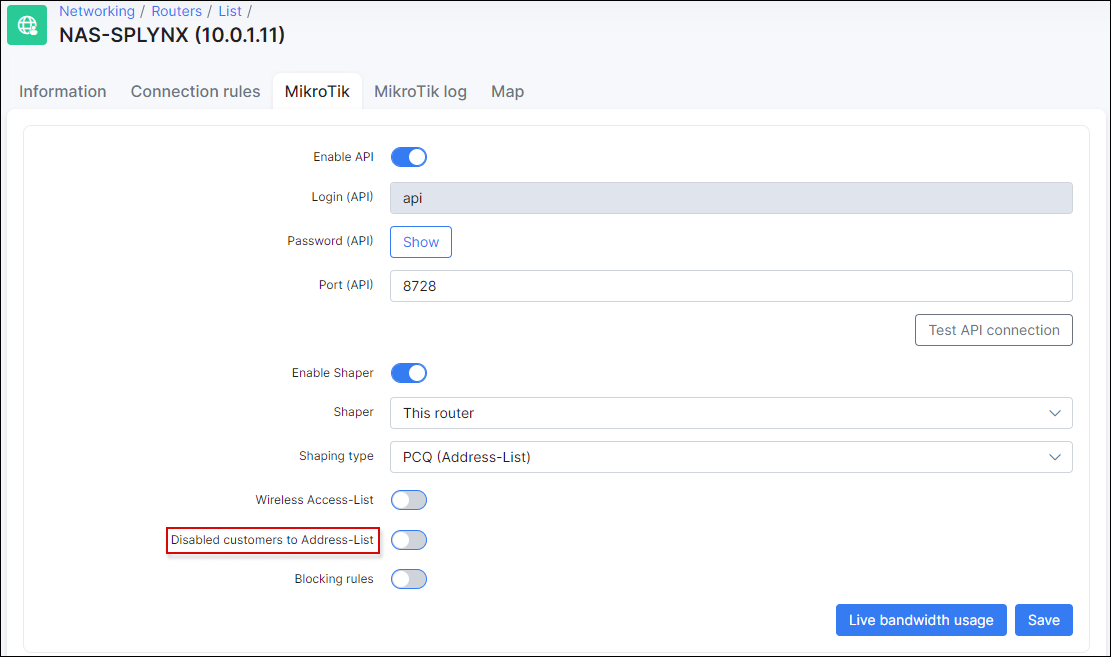 Networking / Routers / List /
NAS-SPLYNX (10.0.1.11)
Information Connection rules MikroTik MikroTik log Map
Enable API
Login (API) api
Password (API) Show
Port (API) 8728
Test API connection
Enable Shaper
Shaper This router
Shaping type PCQ (Address-List)
Wireless Access-List
Disabled customers to Address-List
Blocking rules
Live bandwidth usage Save